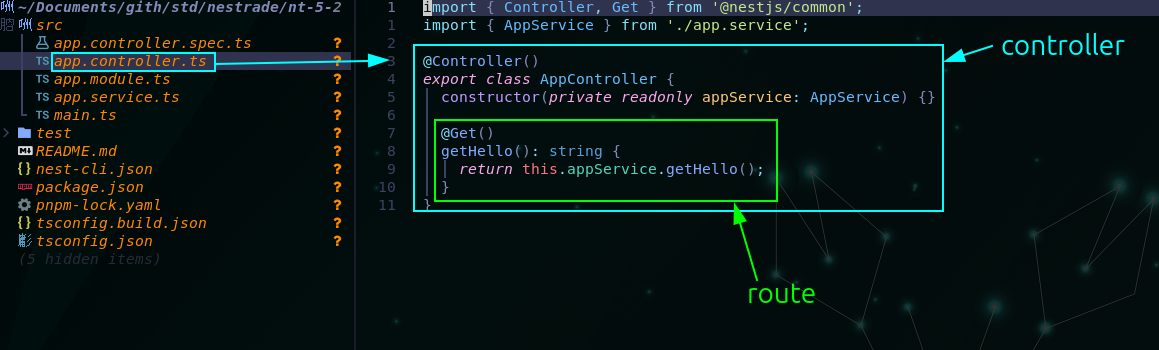 ~/Documents/gith/std/nestrade/nt-5-2
src
app.controller.spec.ts ?
TS app.controller.ts ?
TS app.module.ts ?
TS app.service.ts ?
TS main.ts ?
> test ?
README.md ?
{} nest-cli.json ?
package.json ?
pnpm-lock.yaml ?
{} tsconfig.build.json ?
tsconfig.json ?
(5 hidden items)
1 import { Controller, Get } from '@nestjs/common';
1 import { AppService } from './app.service';
2
3 @Controller()
4 export class AppController {
5 constructor(private readonly appService: AppService) {}
6
7 @Get()
8 getHello(): string {
9 return this.appService.getHello();
10 }
11 }
controller
route